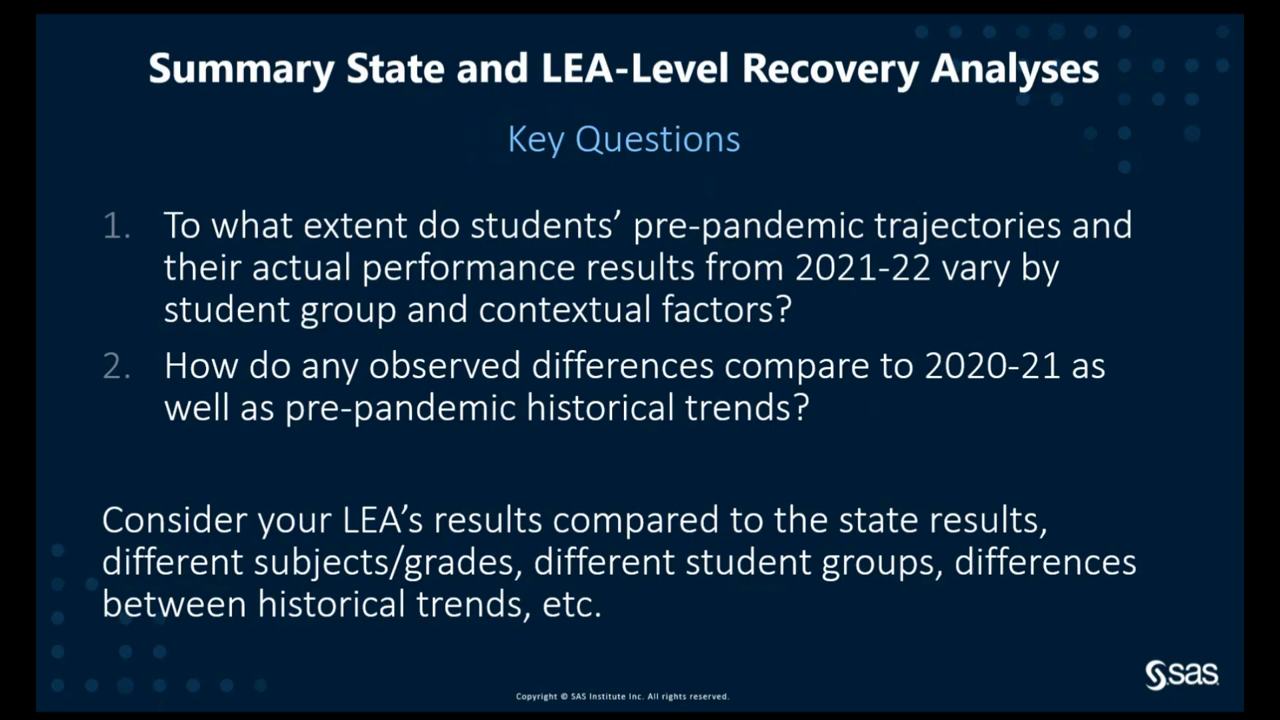 Summary State and LEA-Level Recovery Analyses
Key Questions
1. To what extent do students’ pre-pandemic trajectories and
their actual performance results from 2021-22 vary by
student group and contextual factors?
2. How do any observed differences compare to 2020-21 as
well as pre-pandemic historical trends?
Consider your LEA’s results compared to the state results,
different subjects/grades, different student groups, differences
between historical trends, etc.
sas
Copyright © SAS Institute Inc. All rights reserved.